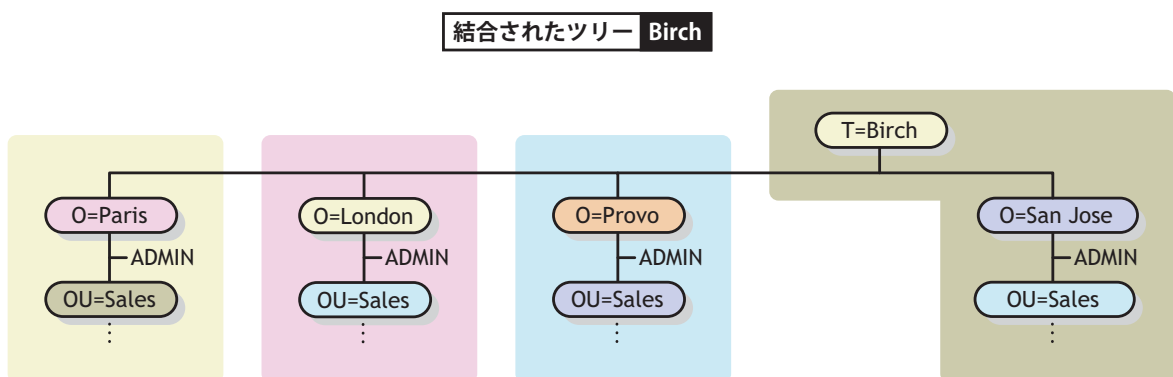 結合されたツリー Birch
T=Birch
O=Paris O=London O=Provo O=San Jose
ADMIN ADMIN ADMIN ADMIN
OU=Sales OU=Sales OU=Sales OU=Sales